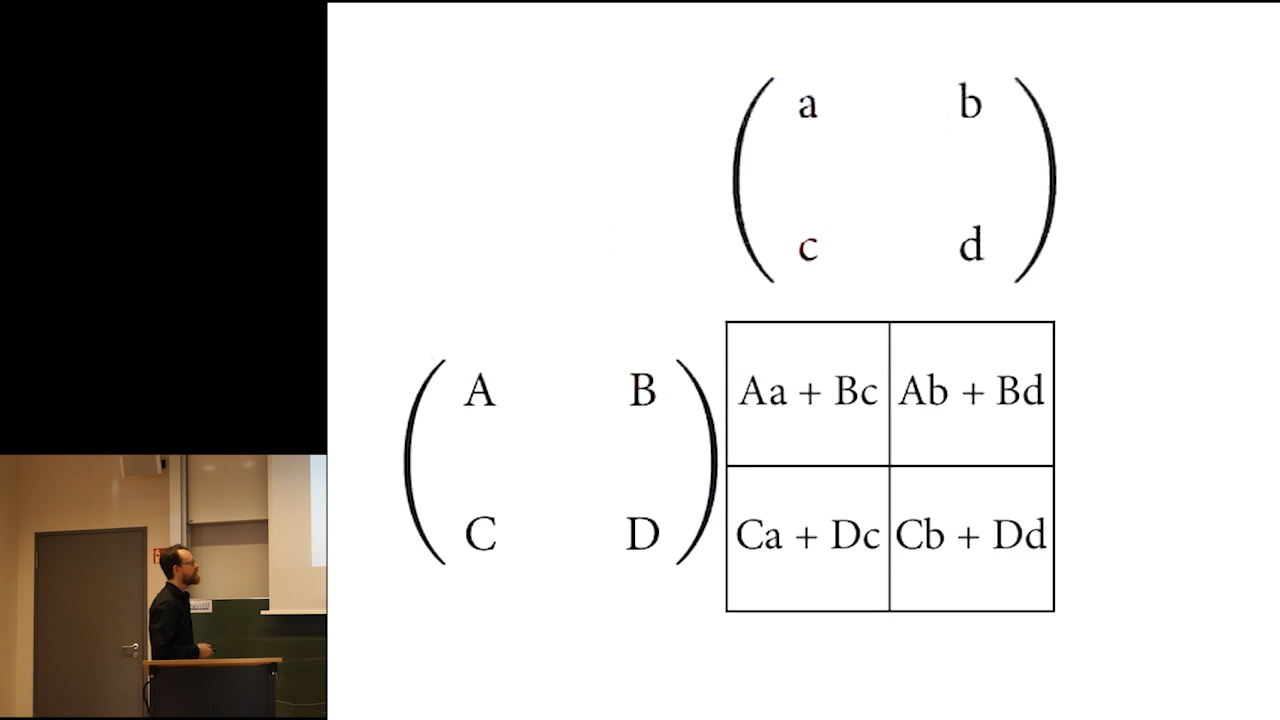 a b
c d
A B Aa + Bc Ab + Bd
C D Ca + Dc Cb + Dd